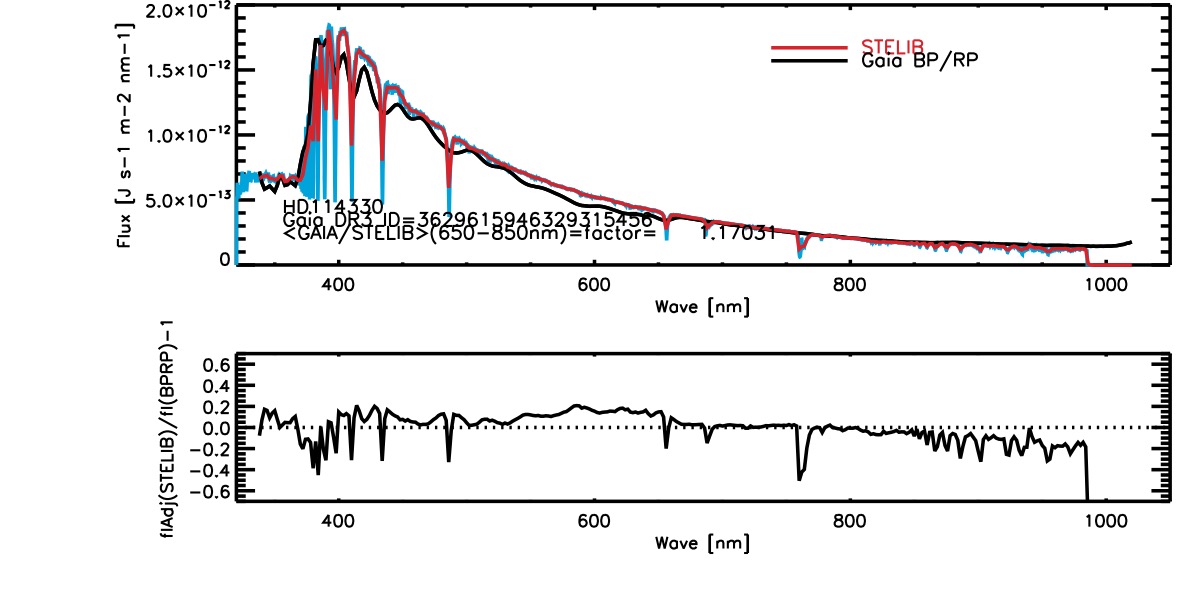 2.0×10−12
1.5×10−12
1.0×10−12
5.0×10−13
0
Flux [J s−1 m−2 nm−1]
STELIB
Gaia BP/RP
HD114330
Gaia DR3 ID=3629615946329315456
<GAIA/STELIB>(650−850nm)=factor= 1.17031
400 600 800 1000
Wave [nm]
flAdj(STELIB)/fl(BPRP)−1
0.6
0.4
0.2
0.0
−0.2
−0.4
−0.6
400 600 800 1000
Wave [nm]